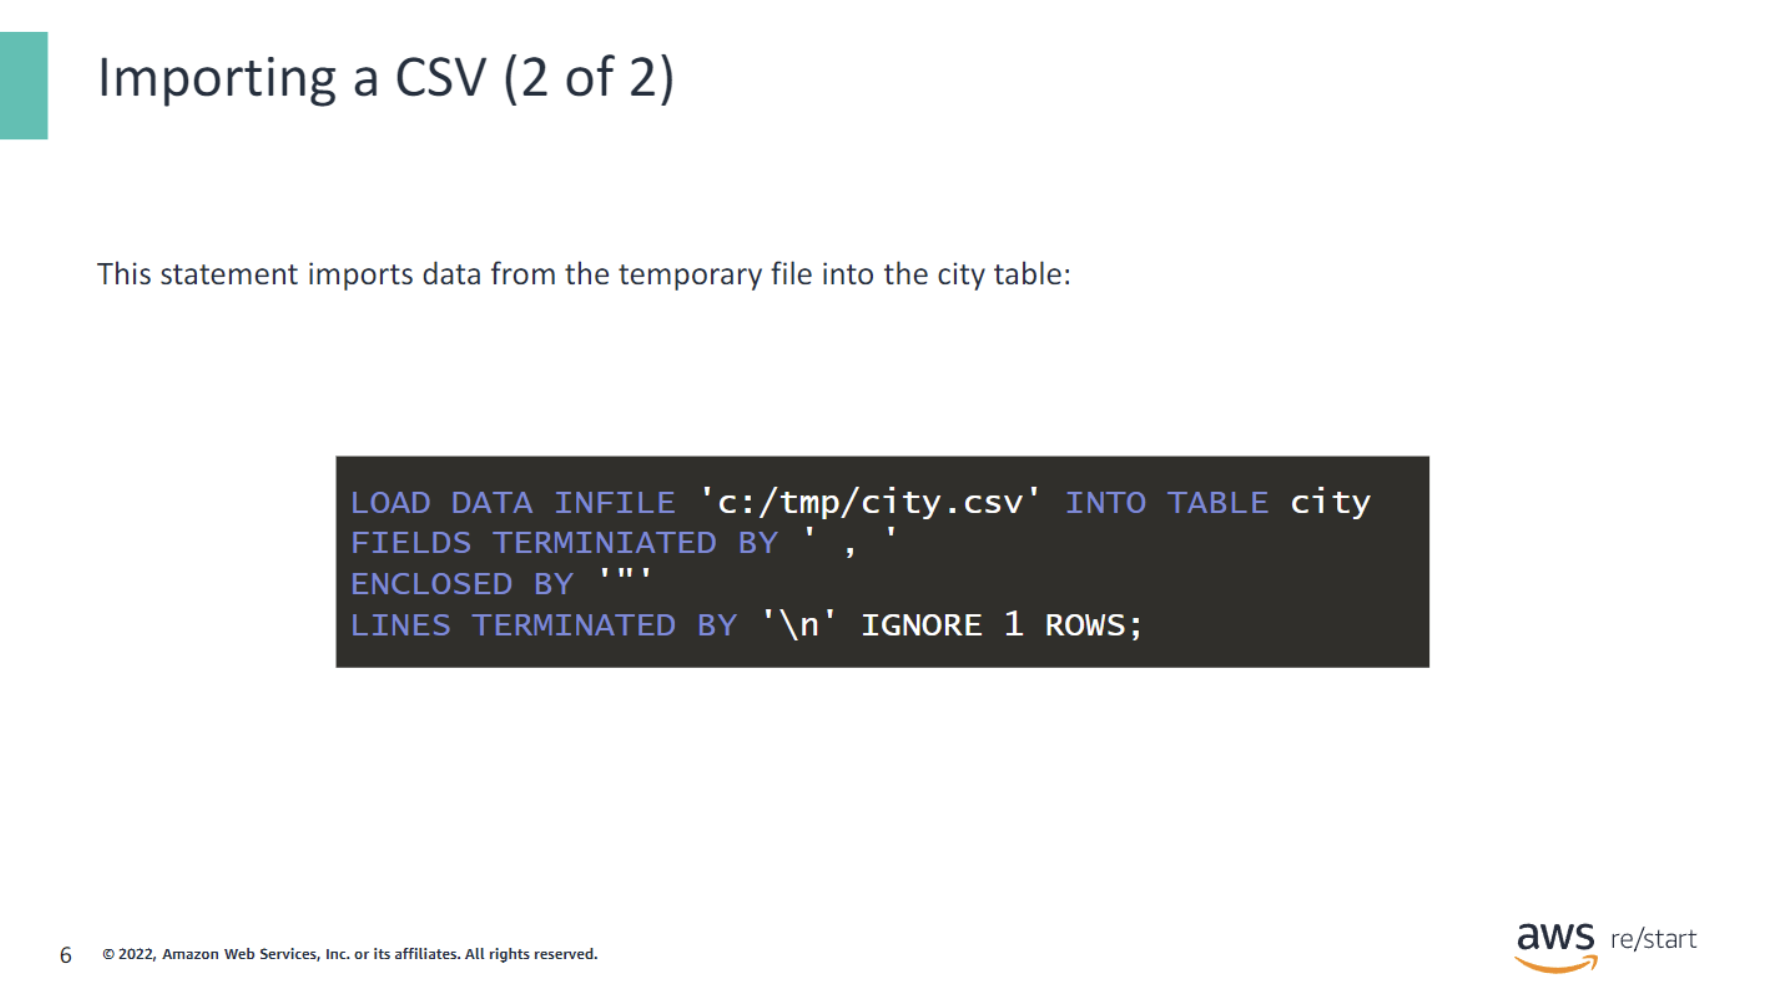 Importing a CSV (2 of 2)
This statement imports data from the temporary file into the city table:
LOAD DATA INFILE 'c:/tmp/city.csv' INTO TABLE city
FIELDS TERMINIATED BY ' , '
ENCLOSED BY '"'
LINES TERMINATED BY '\n' IGNORE 1 ROWS;
6 © 2022, Amazon Web Services, Inc. or its affiliates. All rights reserved.
aws re/start